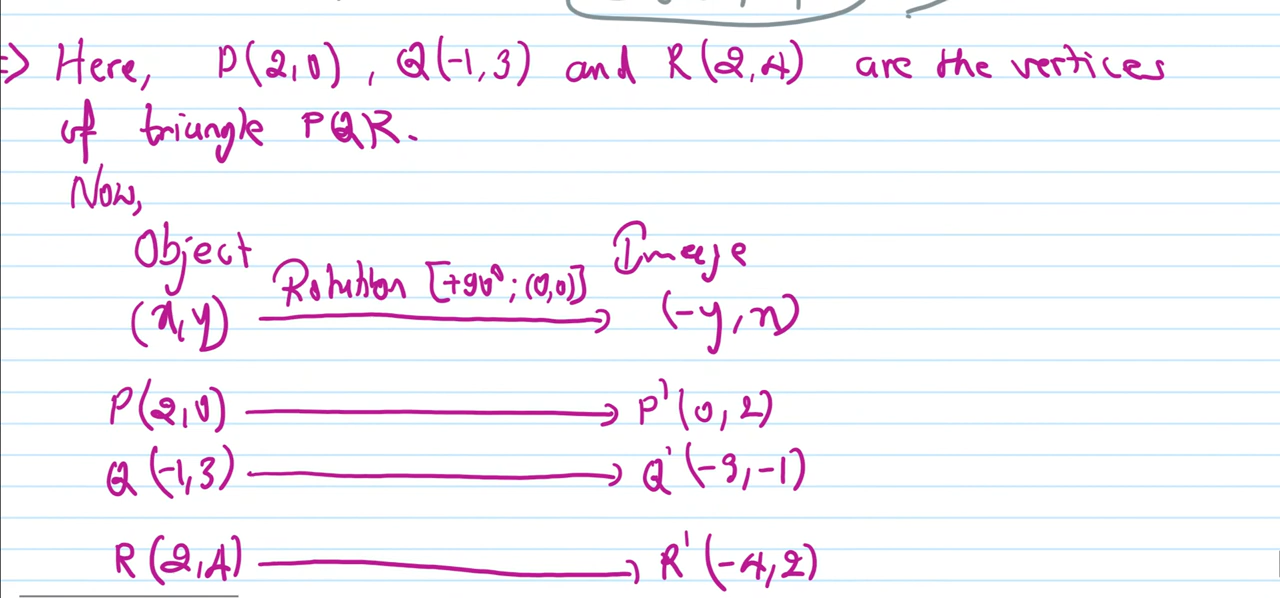 => Here, P(2,0), Q(-1,3) and R(2,4) are the vertices
of triangle PQR.
Now,
Object Image
(x,y) Rotation [+90°; (0,0)] (-y,x)
P(2,0) → P'(0,2)
Q(-1,3) → Q'(-3,-1)
R(2,4) → R'(-4,2)